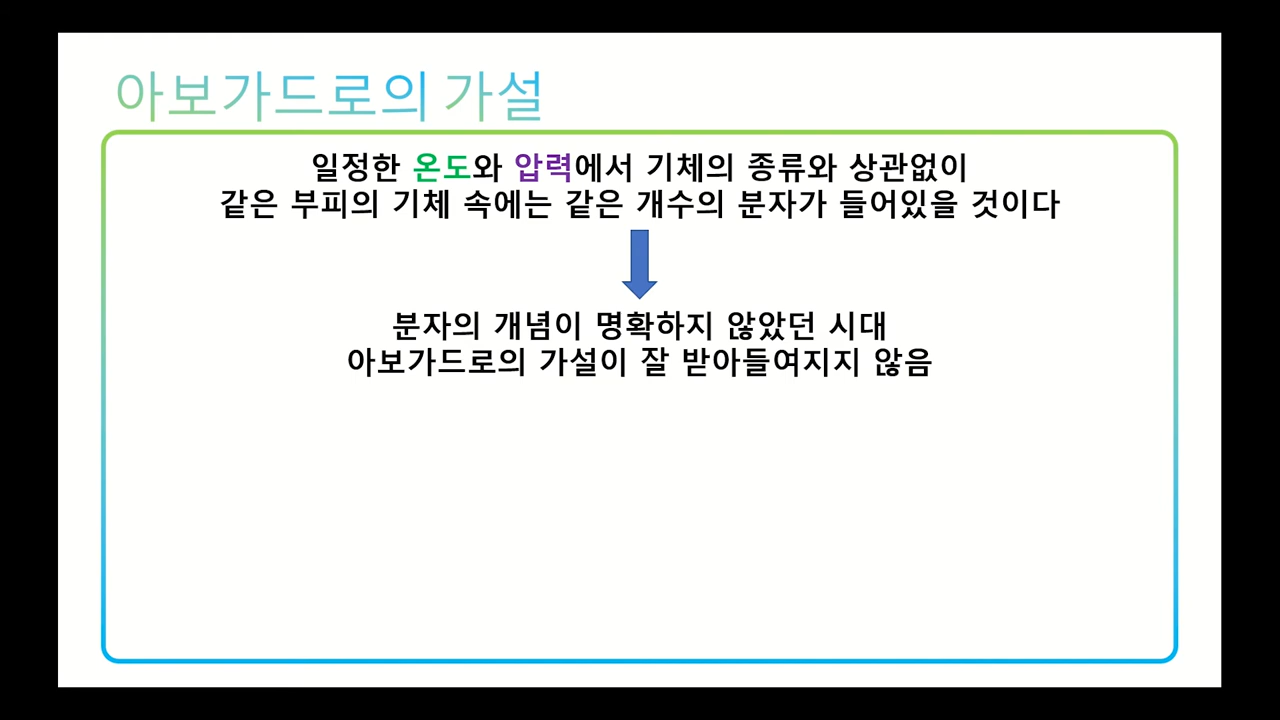 아보가드로의 가설
일정한 온도와 압력에서 기체의 종류와 상관없이
같은 부피의 기체 속에는 같은 개수의 분자가 들어있을 것이다
분자의 개념이 명확하지 않았던 시대
아보가드로의 가설이 잘 받아들여지지 않음